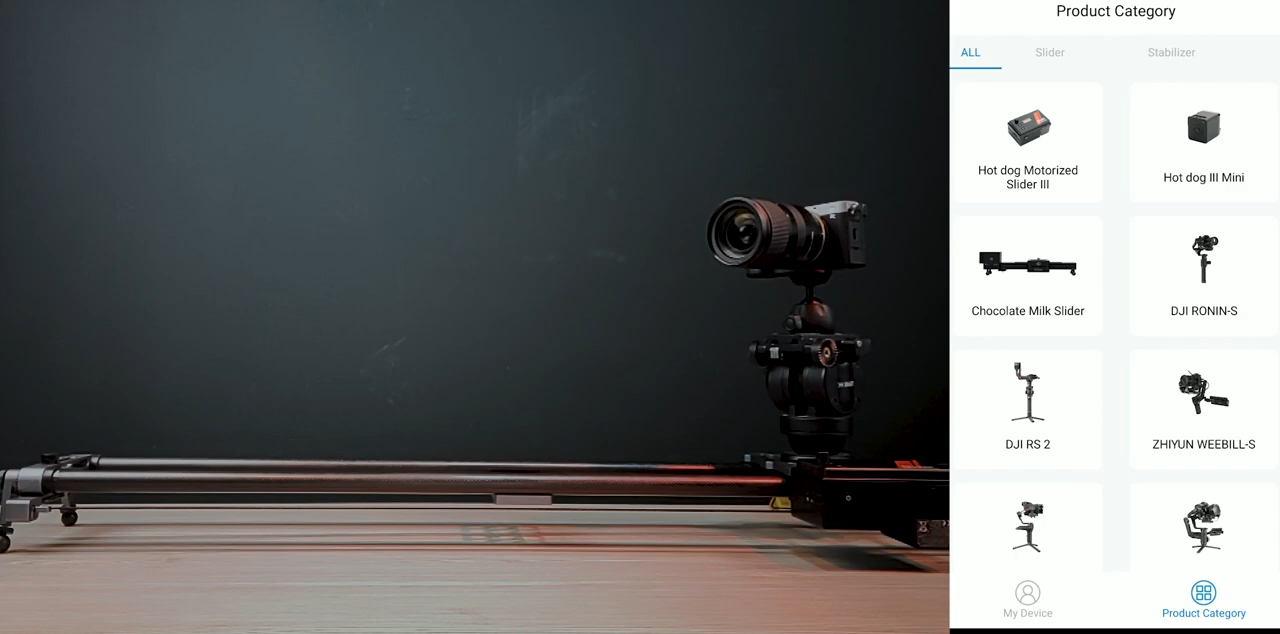 Product Category
ALL
Slider
Stabilizer
Hot dog Motorized
Slider III
Hot dog III Mini
Chocolate Milk Slider
DJI RONIN-S
DJI RS 2
ZHIYUN WEEBILL-S
My Device
Product Category